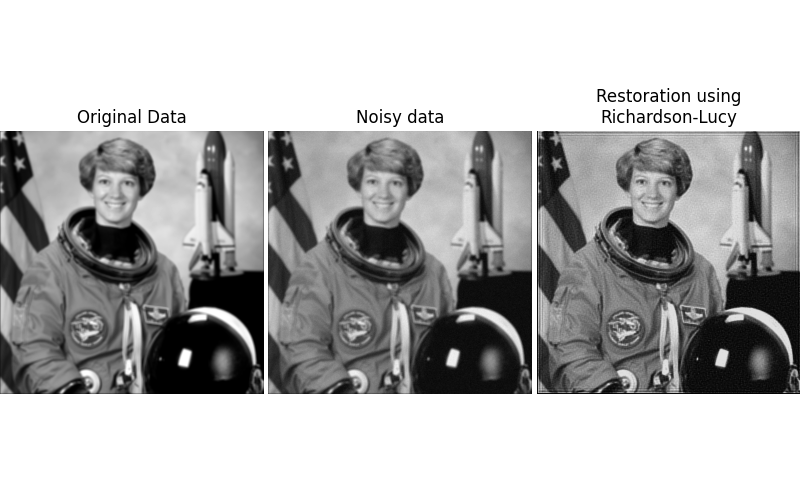 Original Data
Noisy data
Restoration using
Richardson-Lucy